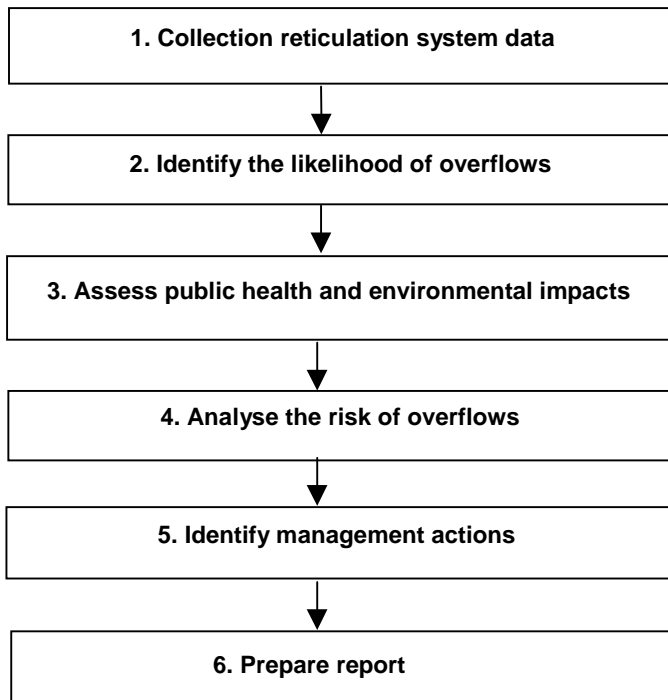 1. Collection reticulation system data
2. Identify the likelihood of overflows
3. Assess public health and environmental impacts
4. Analyse the risk of overflows
5. Identify management actions
6. Prepare report